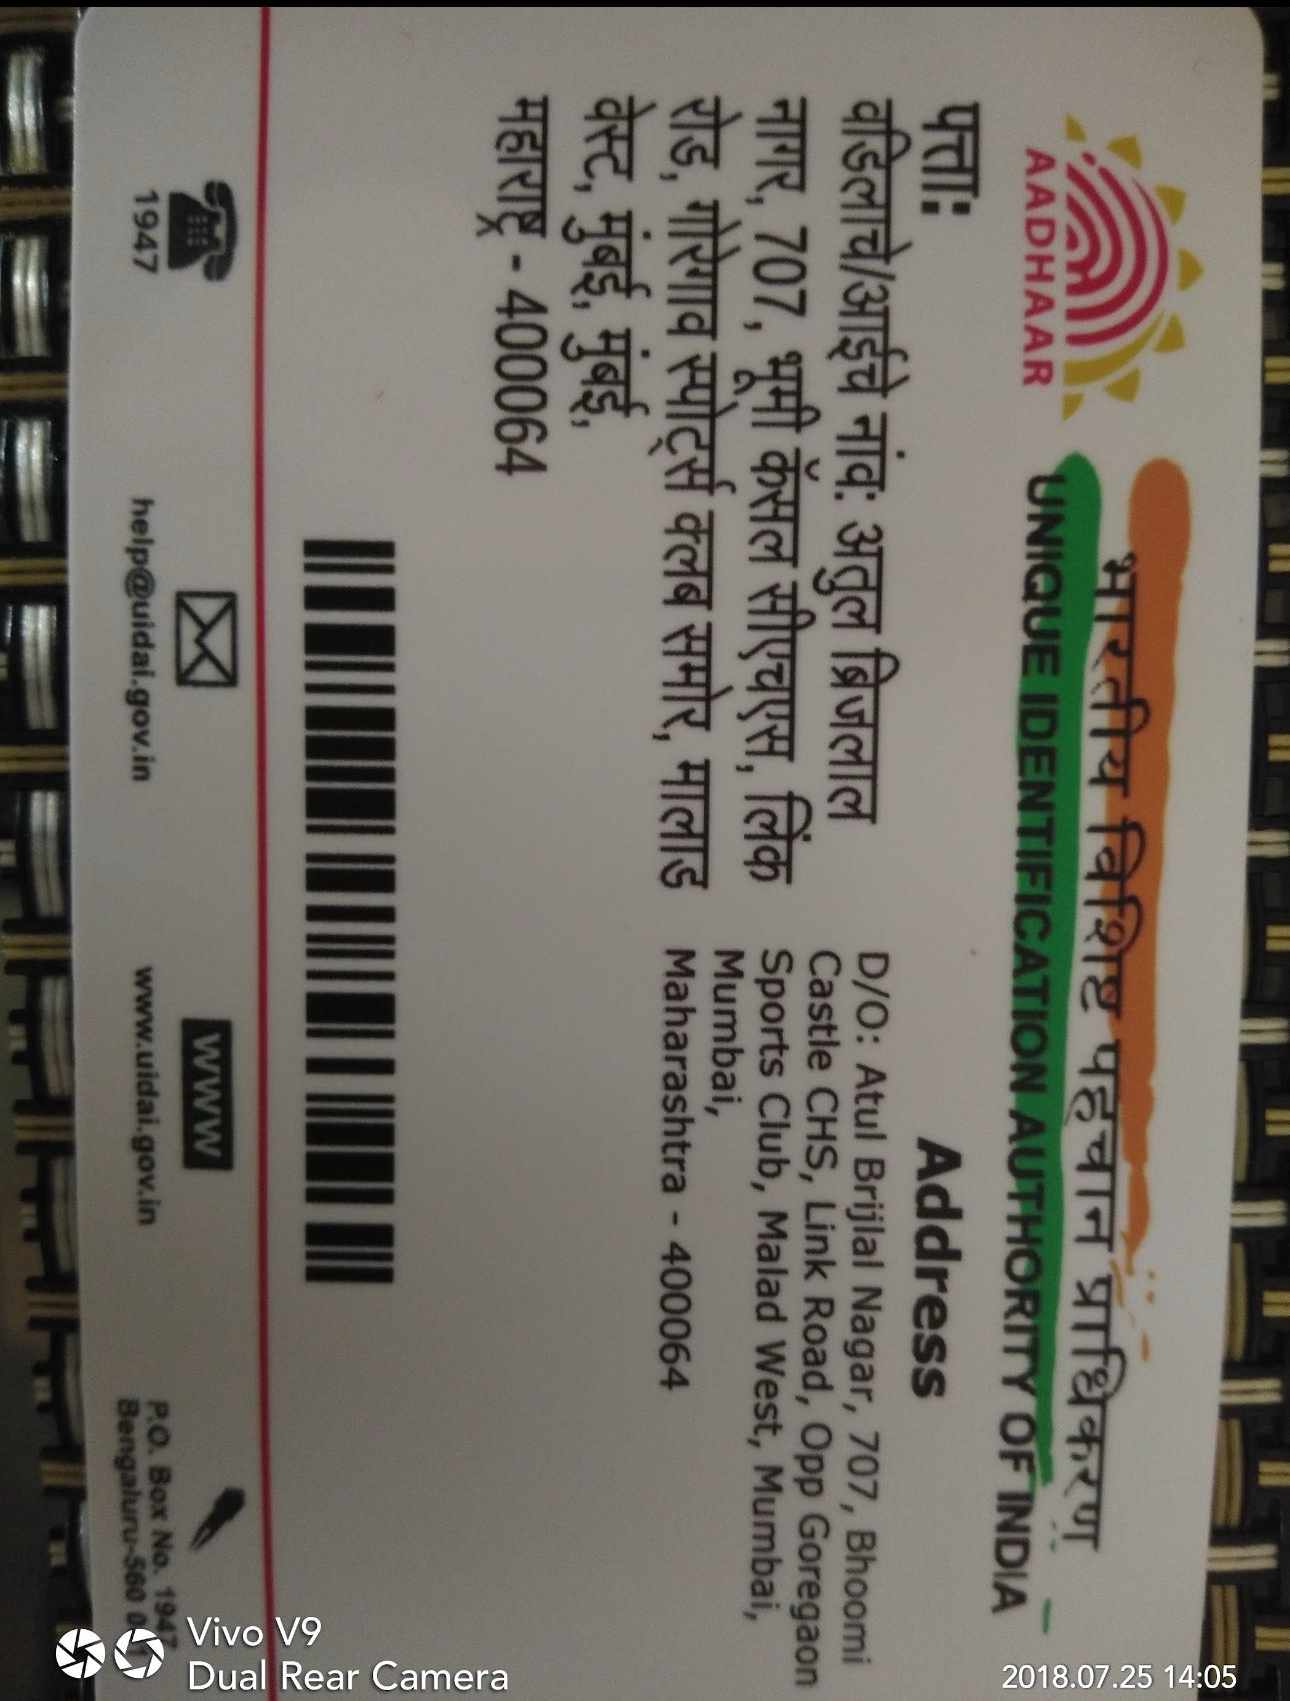 भारतीय विशिष्ट पहचान प्राधिकरण
UNIQUE IDENTIFICATION AUTHORITY OF INDIA
AADHAAR
पत्ता:
वडिलाचे/आईचे नांव: अतुल ब्रिजलाल
नागर, 707, भूमी कॅसल सीएचएस, लिंक
रोड, गोरेगाव स्पोर्ट्स क्लब समोर, मालाड
वेस्ट, मुंबई, मुंबई,
महाराष्ट्र - 400064
Address
D/O: Atul Brijlal Nagar, 707, Bhoomi
Castle CHS, Link Road, Opp Goregaon
Sports Club, Malad West, Mumbai,
Mumbai,
Maharashtra - 400064
1947
help@uidai.gov.in
www
www.uidai.gov.in
P.O. Box No. 1947
Bengaluru-560
Vivo V9
Dual Rear Camera
2018.07.25 14:05